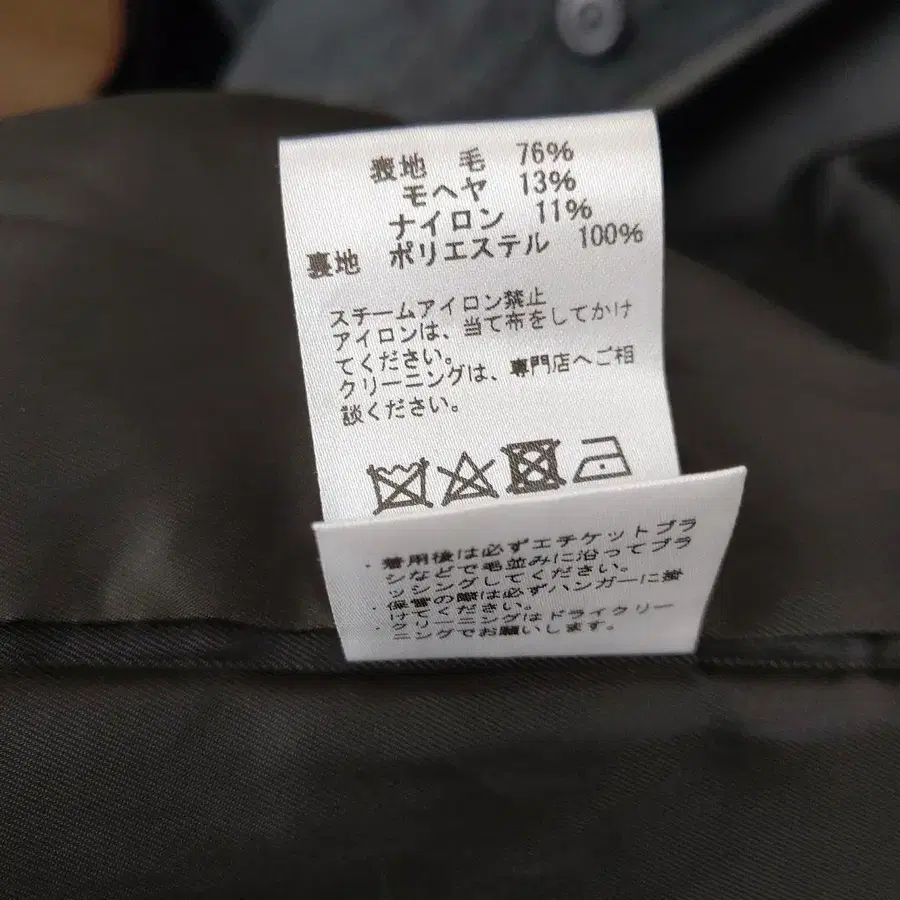 表地 毛 76%
モヘヤ 13%
ナイロン 11%
裏地 ポリエステル 100%
スチームアイロン禁止
アイロンは、当て布をしてかけ
てください。
クリーニングは、専門店へご相
談ください。
・着用後は必ずエチケットブラ
シなどで毛並みに沿ってブラ
ッシングしてください。
・保管の際は必ずハンガーに掛
けてください。
・クリーニングはドライクリー
ニングでお願いします。